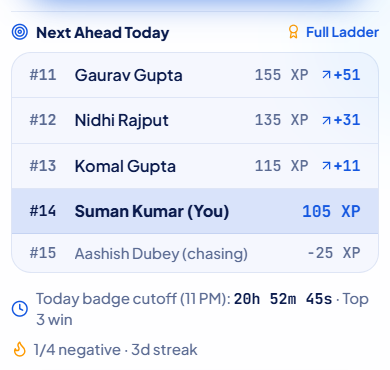 Next Ahead Today Full Ladder
#11 Gaurav Gupta 155 XP ↗+51
#12 Nidhi Rajput 135 XP ↗+31
#13 Komal Gupta 115 XP ↗+11
#14 Suman Kumar (You) 105 XP
#15 Aashish Dubey (chasing) -25 XP
Today badge cutoff (11 PM): 20h 52m 45s · Top
3 win
1/4 negative · 3d streak